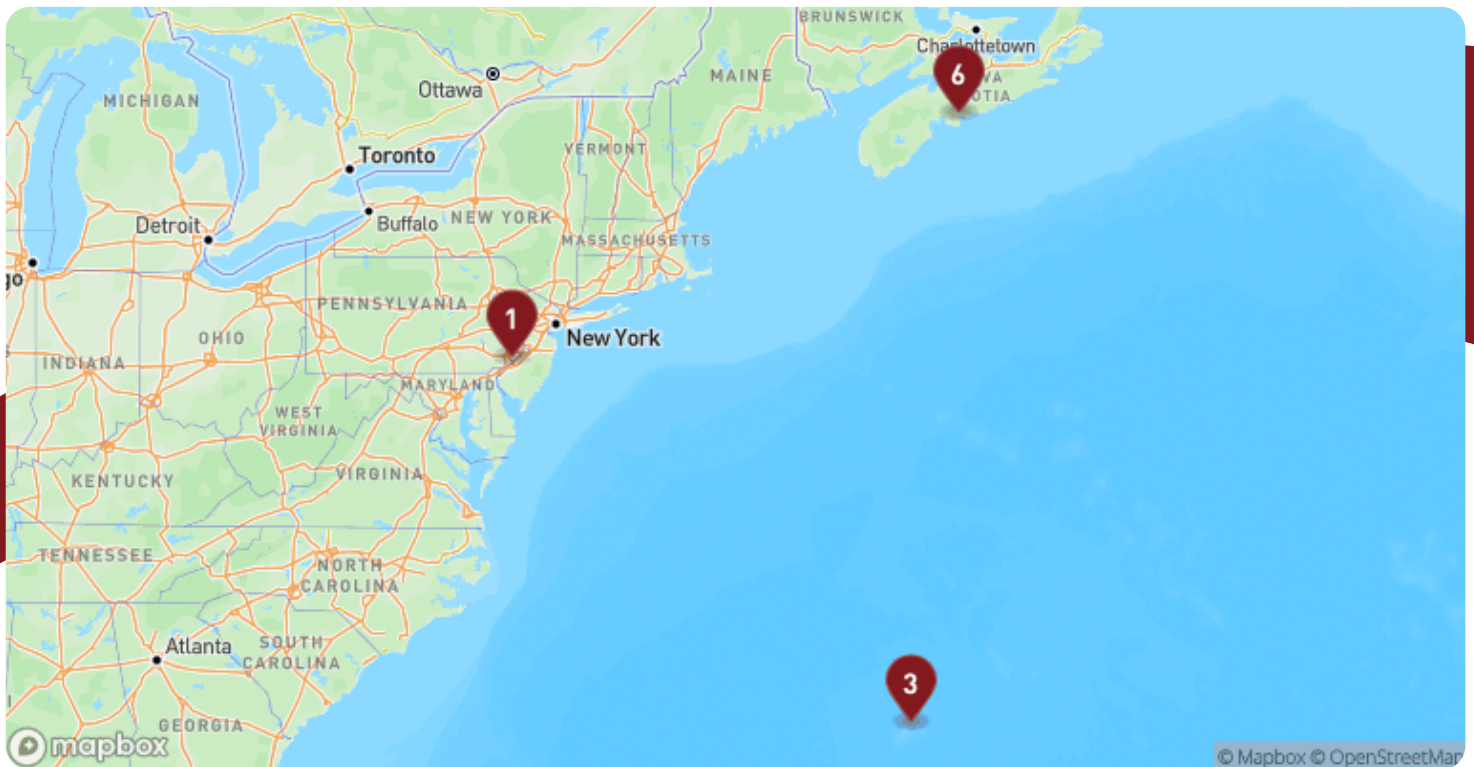 BRUNSWICK
Charlottetown
6
MAINE
MICHIGAN
Ottawa
VERMONT
Toronto
Buffalo
NEW YORK
Detroit
MASSACHUSETTS
go
PENNSYLVANIA
1
OHIO
New York
INDIANA
MARYLAND
WEST
VIRGINIA
VIRGINIA
KENTUCKY
TENNESSEE
NORTH
CAROLINA
Atlanta
SOUTH
CAROLINA
3
GEORGIA
mapbox
© Mapbox © OpenStreetMap